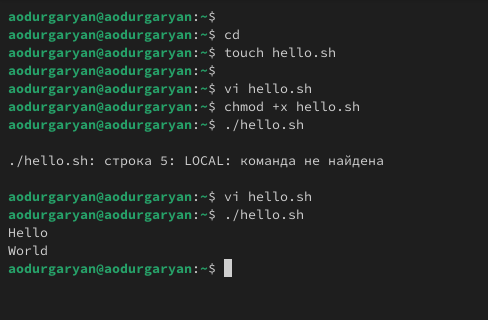 aodurgaryan@aodurgaryan:~$
aodurgaryan@aodurgaryan:~$ cd
aodurgaryan@aodurgaryan:~$ touch hello.sh
aodurgaryan@aodurgaryan:~$
aodurgaryan@aodurgaryan:~$ vi hello.sh
aodurgaryan@aodurgaryan:~$ chmod +x hello.sh
aodurgaryan@aodurgaryan:~$ ./hello.sh
./hello.sh: строка 5: LOCAL: команда не найдена
aodurgaryan@aodurgaryan:~$ vi hello.sh
aodurgaryan@aodurgaryan:~$ ./hello.sh
Hello
World
aodurgaryan@aodurgaryan:~$